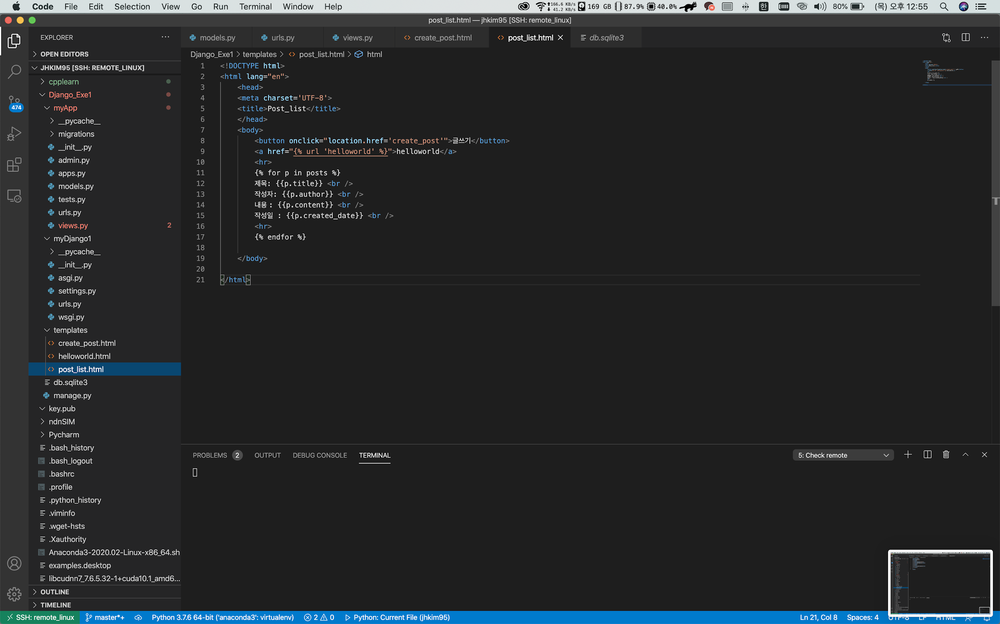 Code File Edit Selection View Go Run Terminal Window Help
166.6 KB/s
41.2 KB/s
169 GB 87.9% 40.0% N 한 80% (목) 오후 12:55
post_list.html — jhkim95 [SSH: remote_linux]
EXPLORER
models.py urls.py views.py create_post.html post_list.html db.sqlite3
OPEN EDITORS
JHKIM95 [SSH: REMOTE_LINUX]
cpplearn
Django_Exe1
myApp
__pycache__
migrations
__init__.py
admin.py
apps.py
models.py
tests.py
urls.py
views.py 2
myDjango1
__pycache__
__init__.py
asgi.py
settings.py
urls.py
wsgi.py
templates
create_post.html
helloworld.html
post_list.html
db.sqlite3
manage.py
key.pub
ndnSIM
Pycharm
.bash_history
.bash_logout
.bashrc
.profile
.python_history
.viminfo
.wget-hsts
.Xauthority
Anaconda3-2020.02-Linux-x86_64.sh
examples.desktop
libcudnn7_7.6.5.32-1+cuda10.1_amd6...
OUTLINE
TIMELINE
474
Django_Exe1 > templates > post_list.html > html
1 <!DOCTYPE html>
2 <html lang="en">
3 <head>
4 <meta charset='UTF-8'>
5 <title>Post_list</title>
6 </head>
7 <body>
8 <button onclick="location.href='create_post'">글쓰기</button>
9 <a href="{% url 'helloworld' %}">helloworld</a>
10 <hr>
11 {% for p in posts %}
12 제목: {{p.title}} <br />
13 작성자: {{p.author}} <br />
14 내용 : {{p.content}} <br />
15 작성일 : {{p.created_date}} <br />
16 <hr>
17 {% endfor %}
18
19 </body>
20
21 </html>
PROBLEMS 2 OUTPUT DEBUG CONSOLE TERMINAL
5: Check remote
SSH: remote_linux master*+ Python 3.7.6 64-bit ('anaconda3': virtualenv) 2 0 Python: Current File (jhkim95) Ln 21, Col 8 Spaces: 4 UTF-8 LF HTML